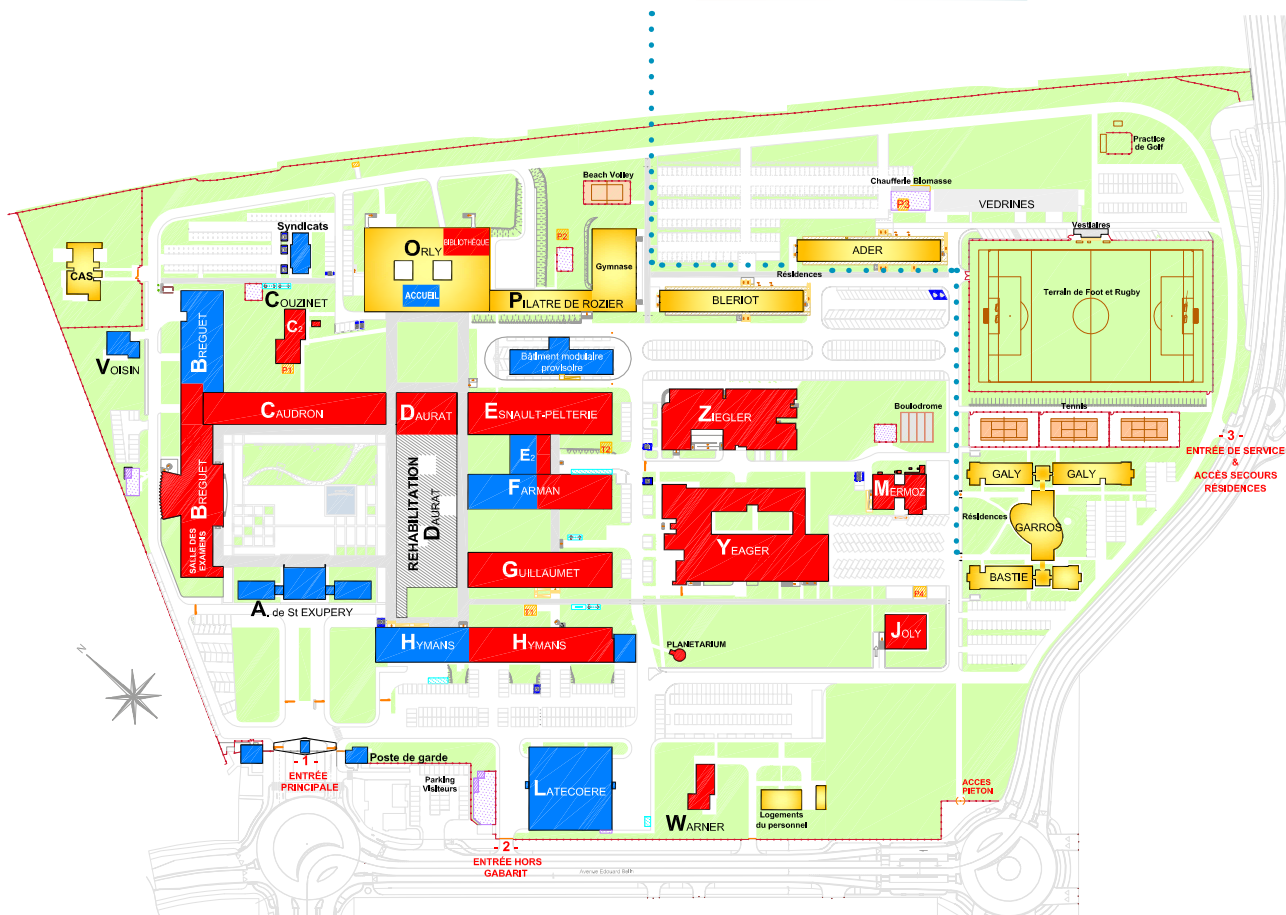 Practice
de Golf
Beach Volley
Chaufferie Biomasse
P3
VEDRINES
Syndicats
ORLY
BIBLIOTHÈQUE
P2
Vestiaires
ADER
Gymnase
CAS
ACCUEIL
Résidences
Terrain de Foot et Rugby
COUZINET
C2
PILATRE DE ROZIER
BLERIOT
BREGUET
VOISIN
P1
Bâtiment modulaire
provisoire
CAUDRON
DAURAT
ESNAULT-PELTERIE
ZIEGLER
Boulodrome
Tennis
- 3 -
ENTRÉE DE SERVICE
&
ACCÈS SECOURS
RÉSIDENCES
E2
T2
GALY
GALY
BREGUET
SALLE DES
EXAMENS
REHABILITATION
DAURAT
FARMAN
MERMOZ
Résidences
GARROS
YEAGER
GUILLAUMET
BASTIE
A. de St EXUPERY
T1
P4
HYMANS
HYMANS
PLANETARIUM
JOLY
N
Poste de garde
- 1 -
ENTRÉE
PRINCIPALE
Parking
Visiteurs
LATECOERE
WARNER
Logements
du personnel
ACCES
PIETON
- 2 -
ENTRÉE HORS
GABARIT
Avenue Edouard Belin